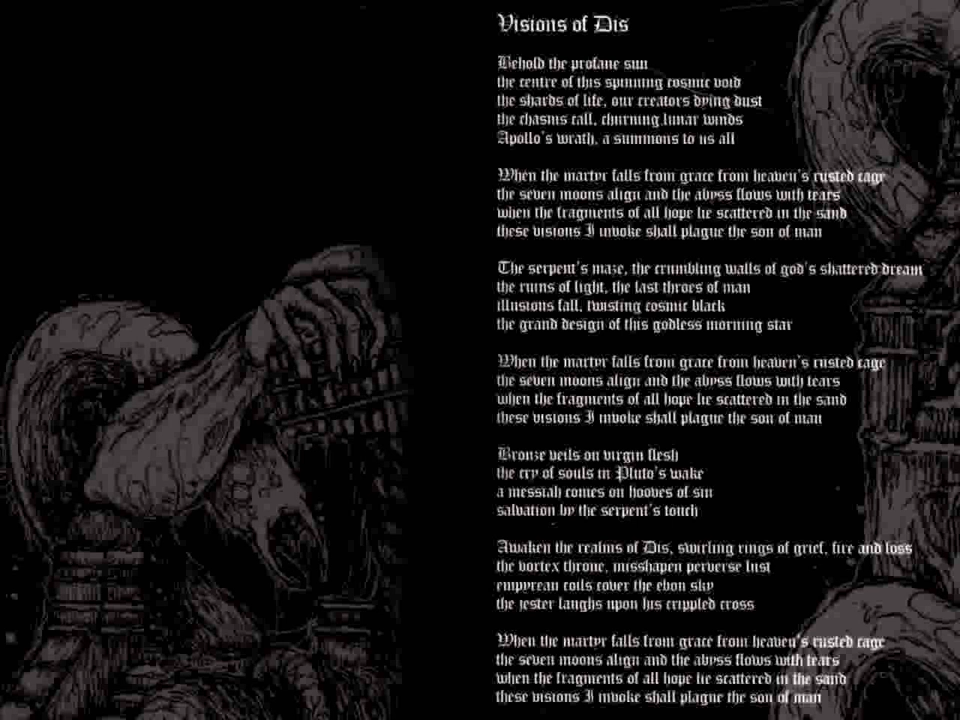 Visions of Dis
Behold the profane sun
the centre of this spinning cosmic void
the shards of life, our creators dying dust
the chasms call, churning lunar winds
Apollo's wrath, a summons to us all
When the martyr falls from grace from heaven's rusted cage
the seven moons align and the abyss flows with tears
when the fragments of all hope lie scattered in the sand
these visions I invoke shall plague the son of man
The serpent's maze, the crumbling walls of god's shattered dream
the ruins of light, the last throes of man
illusions fall, twisting cosmic black
the grand design of this godless morning star
When the martyr falls from grace from heaven's rusted cage
the seven moons align and the abyss flows with tears
when the fragments of all hope lie scattered in the sand
these visions I invoke shall plague the son of man
Bronze veils on virgin flesh
the cry of souls in Pluto's wake
a messiah comes on hooves of sin
salvation by the serpent's touch
Awaken the realms of Dis, swirling rings of grief, fire and loss
the vortex throne, misshapen perverse lust
empyrean coils cover the ebon sky
the jester laughs upon his crippled cross
When the martyr falls from grace from heaven's rusted cage
the seven moons align and the abyss flows with tears
when the fragments of all hope lie scattered in the sand
these visions I invoke shall plague the son of man